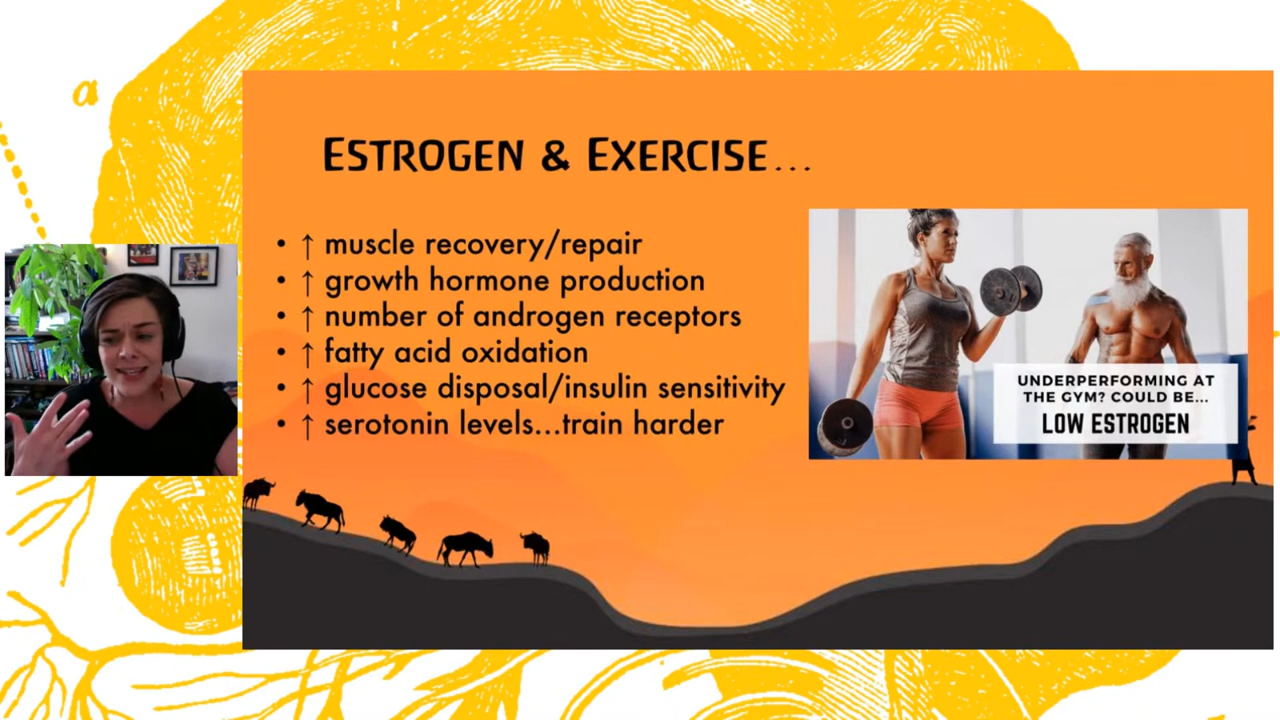 a
ESTROGEN & EXERCISE...
• ↑ muscle recovery/repair
• ↑ growth hormone production
• ↑ number of androgen receptors
• ↑ fatty acid oxidation
• ↑ glucose disposal/insulin sensitivity
• ↑ serotonin levels...train harder
UNDERPERFORMING AT
THE GYM? COULD BE...
LOW ESTROGEN